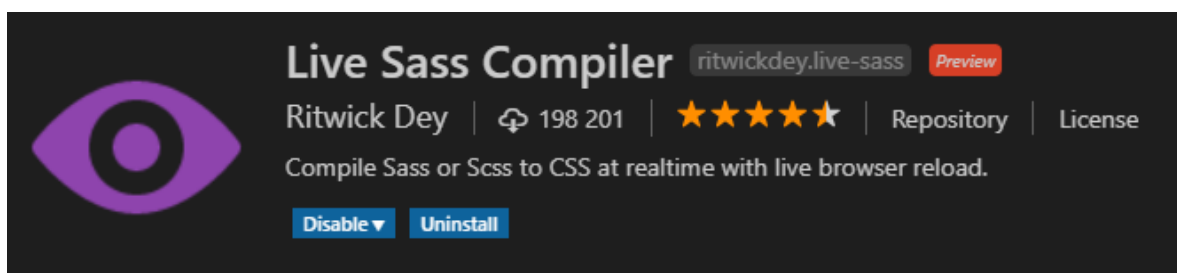 Live Sass Compiler ritwickdey.live-sass Preview
Ritwick Dey 198 201 Repository License
Compile Sass or Scss to CSS at realtime with live browser reload.
Disable Uninstall